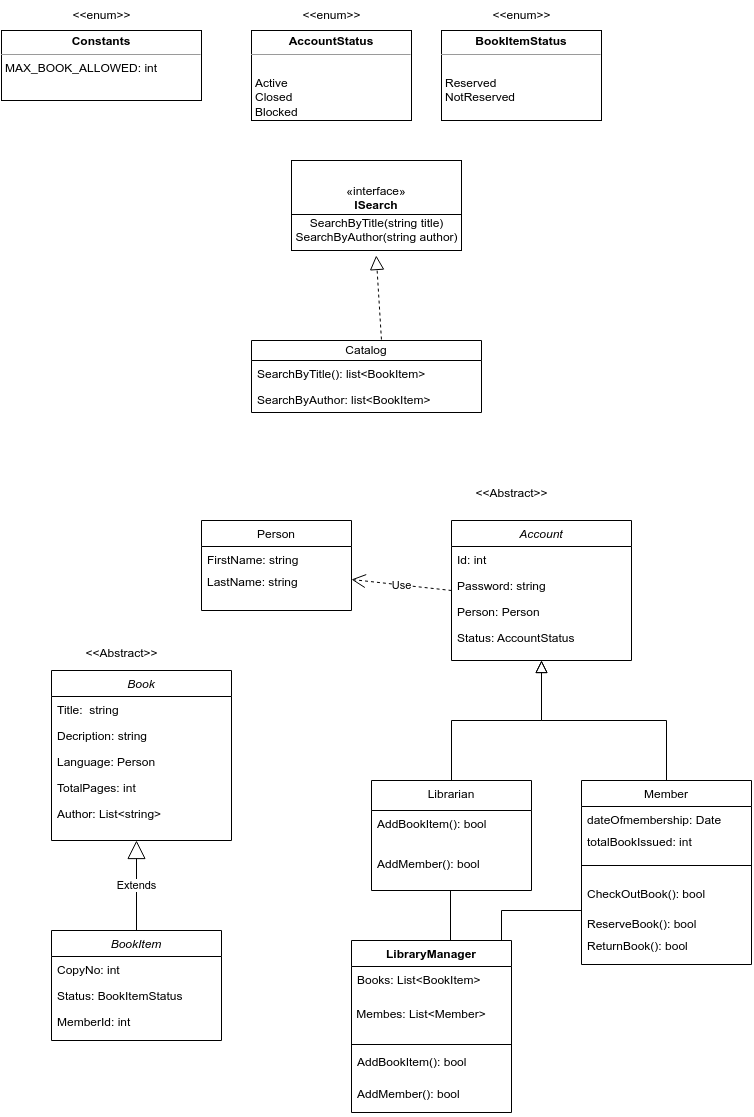 <<enum>>
Constants
MAX_BOOK_ALLOWED: int
<<enum>>
AccountStatus
Active
Closed
Blocked
<<enum>>
BookItemStatus
Reserved
NotReserved
«interface»
ISearch
SearchByTitle(string title)
SearchByAuthor(string author)
Catalog
SearchByTitle(): list<BookItem>
SearchByAuthor: list<BookItem>
Person
FirstName: string
LastName: string
Use
<<Abstract>>
Account
Id: int
Password: string
Person: Person
Status: AccountStatus
<<Abstract>>
Book
Title:  string
Decription: string
Language: Person
TotalPages: int
Author: List<string>
Extends
BookItem
CopyNo: int
Status: BookItemStatus
MemberId: int
Librarian
AddBookItem(): bool
AddMember(): bool
Member
dateOfmembership: Date
totalBookIssued: int
CheckOutBook(): bool
ReserveBook(): bool
ReturnBook(): bool
LibraryManager
Books: List<BookItem>
Membes: List<Member>
AddBookItem(): bool
AddMember(): bool